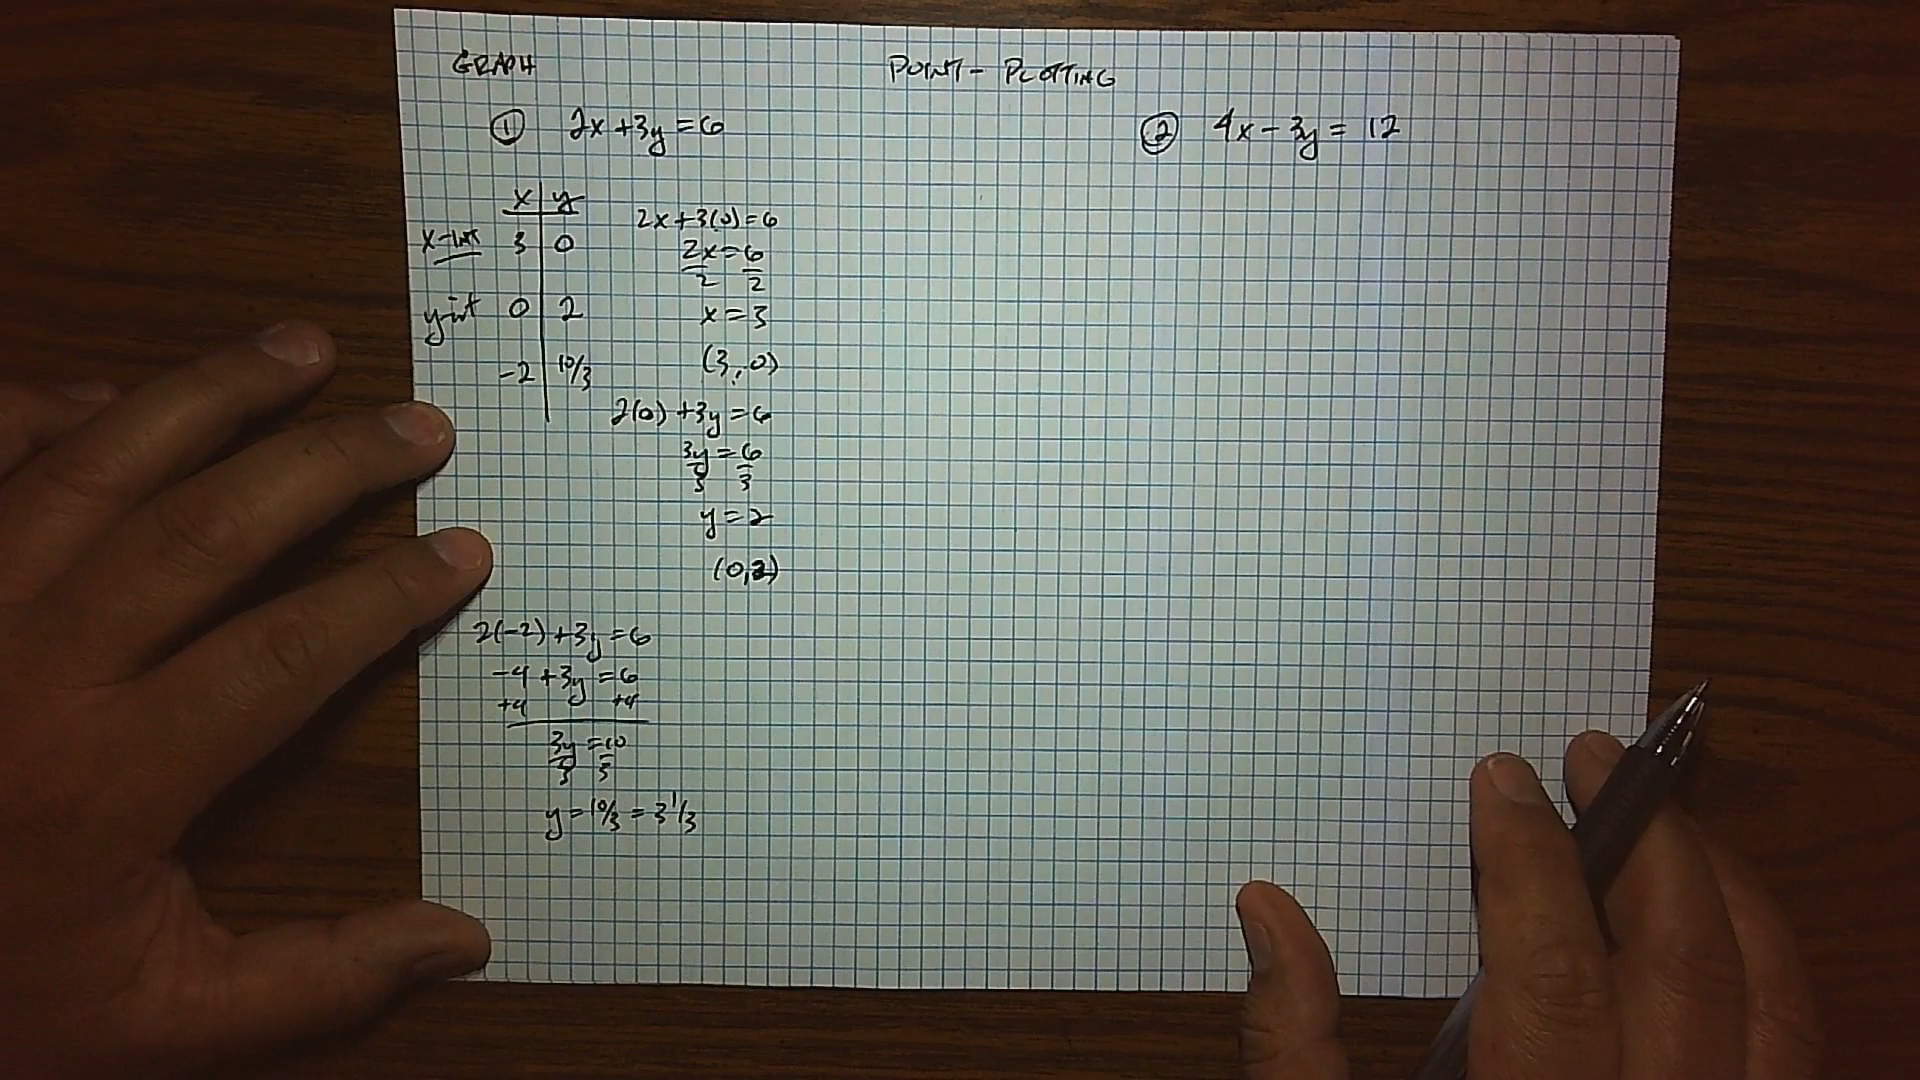 GRAPH
POINT - PLOTTING
① 2x + 3y = 6
② 4x - 3y = 12
x | y
x-int 3 | 0
y-int 0 | 2
-2 | 10/3
2x + 3(0) = 6
2x = 6
2 2
x = 3
(3, 0)
2(0) + 3y = 6
3y = 6
3 3
y = 2
(0, 2)
2(-2) + 3y = 6
-4 + 3y = 6
+4 +4
3y = 10
3 3
y = 10/3 = 3 1/3